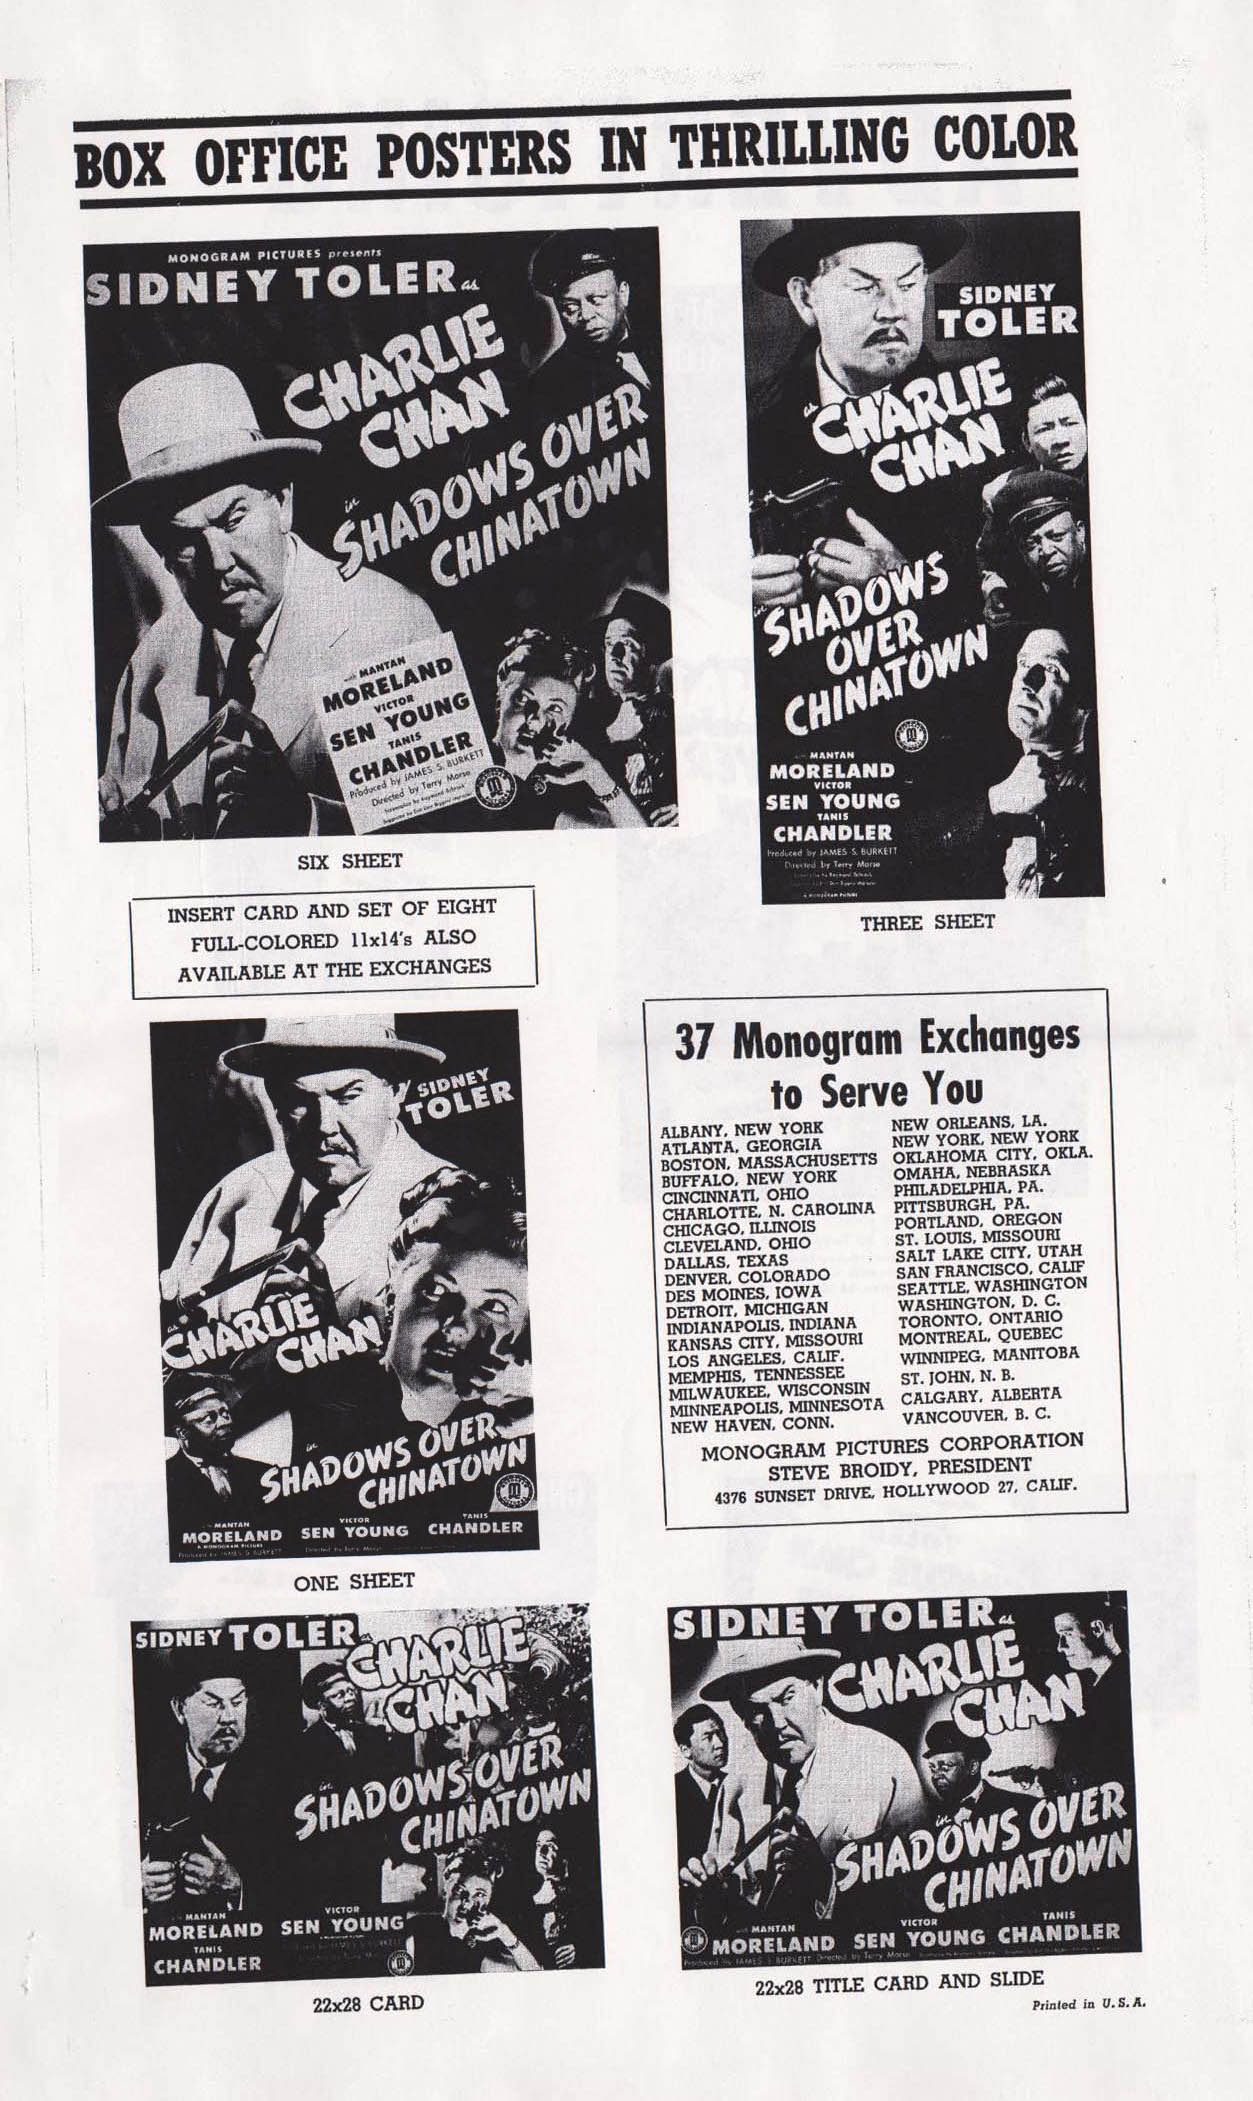 BOX OFFICE POSTERS IN THRILLING COLOR
MONOGRAM PICTURES presents
SIDNEY TOLER as
CHARLIE
CHAN
in
SHADOWS OVER
CHINATOWN
with MANTAN
MORELAND
VICTOR
SEN YOUNG
TANIS
CHANDLER
Produced by JAMES S. BURKETT
Directed by Terry Morse
SIX SHEET
SIDNEY
TOLER
as
CHARLIE
CHAN
in
SHADOWS
OVER
CHINATOWN
with MANTAN
MORELAND
VICTOR
SEN YOUNG
TANIS
CHANDLER
Produced by JAMES S. BURKETT
Directed by Terry Morse
A MONOGRAM PICTURE
THREE SHEET
INSERT CARD AND SET OF EIGHT
FULL-COLORED 11x14's ALSO
AVAILABLE AT THE EXCHANGES
SIDNEY
TOLER
as
CHARLIE
CHAN
in
SHADOWS OVER
CHINATOWN
with MANTAN
MORELAND
VICTOR
SEN YOUNG
TANIS
CHANDLER
A MONOGRAM PICTURE
Produced by JAMES S. BURKETT
Directed by Terry Morse
ONE SHEET
37 Monogram Exchanges
to Serve You
ALBANY, NEW YORK
ATLANTA, GEORGIA
BOSTON, MASSACHUSETTS
BUFFALO, NEW YORK
CINCINNATI, OHIO
CHARLOTTE, N. CAROLINA
CHICAGO, ILLINOIS
CLEVELAND, OHIO
DALLAS, TEXAS
DENVER, COLORADO
DES MOINES, IOWA
DETROIT, MICHIGAN
INDIANAPOLIS, INDIANA
KANSAS CITY, MISSOURI
LOS ANGELES, CALIF.
MEMPHIS, TENNESSEE
MILWAUKEE, WISCONSIN
MINNEAPOLIS, MINNESOTA
NEW HAVEN, CONN.
NEW ORLEANS, LA.
NEW YORK, NEW YORK
OKLAHOMA CITY, OKLA.
OMAHA, NEBRASKA
PHILADELPHIA, PA.
PITTSBURGH, PA.
PORTLAND, OREGON
ST. LOUIS, MISSOURI
SALT LAKE CITY, UTAH
SAN FRANCISCO, CALIF
SEATTLE, WASHINGTON
WASHINGTON, D. C.
TORONTO, ONTARIO
MONTREAL, QUEBEC
WINNIPEG, MANITOBA
ST. JOHN, N. B.
CALGARY, ALBERTA
VANCOUVER, B. C.
MONOGRAM PICTURES CORPORATION
STEVE BROIDY, PRESIDENT
4376 SUNSET DRIVE, HOLLYWOOD 27, CALIF.
SIDNEY TOLER as
CHARLIE
CHAN
in
SHADOWS OVER
CHINATOWN
MANTAN
MORELAND
VICTOR
SEN YOUNG
TANIS
CHANDLER
22x28 CARD
SIDNEY TOLER as
CHARLIE
CHAN
in
SHADOWS OVER
CHINATOWN
with MANTAN
MORELAND
VICTOR
SEN YOUNG
TANIS
CHANDLER
Produced by JAMES S. BURKETT Directed by Terry Morse
22x28 TITLE CARD AND SLIDE
Printed in U.S.A.